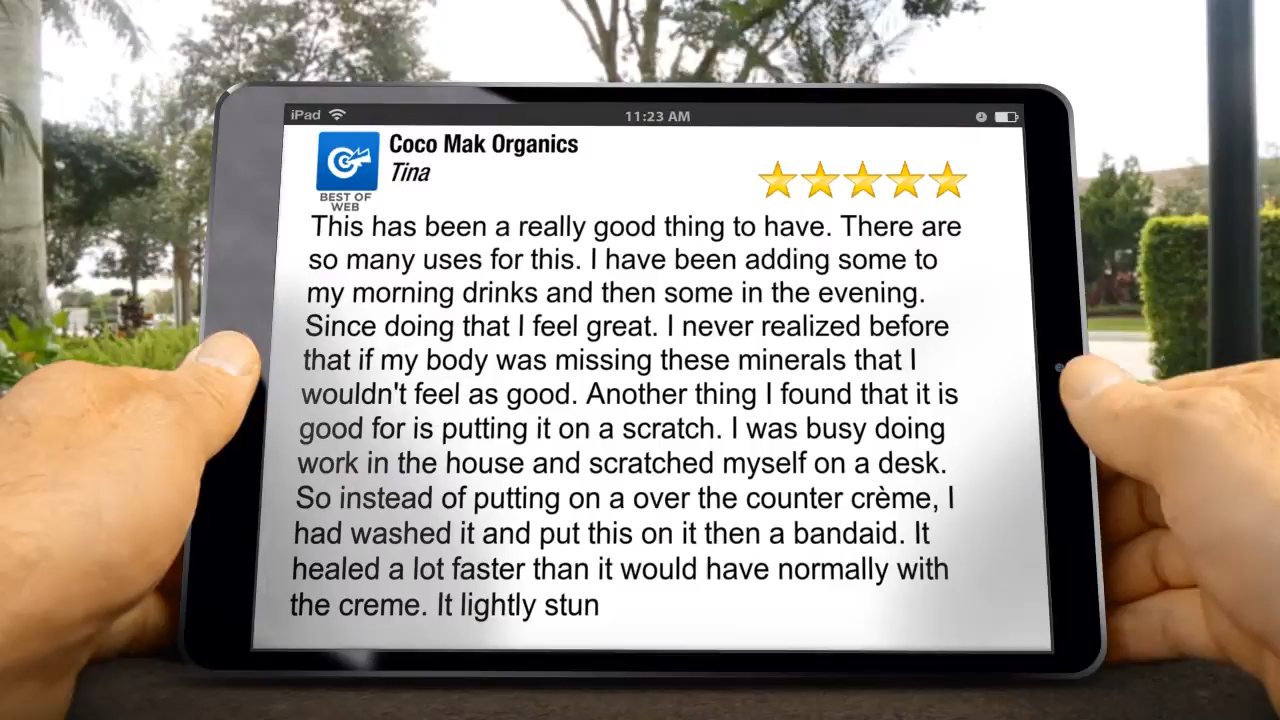 iPad 11:23 AM
Coco Mak Organics
Tina
BEST OF
WEB
This has been a really good thing to have. There are
so many uses for this. I have been adding some to
my morning drinks and then some in the evening.
Since doing that I feel great. I never realized before
that if my body was missing these minerals that I
wouldn't feel as good. Another thing I found that it is
good for is putting it on a scratch. I was busy doing
work in the house and scratched myself on a desk.
So instead of putting on a over the counter crème, I
had washed it and put this on it then a bandaid. It
healed a lot faster than it would have normally with
the creme. It lightly stun